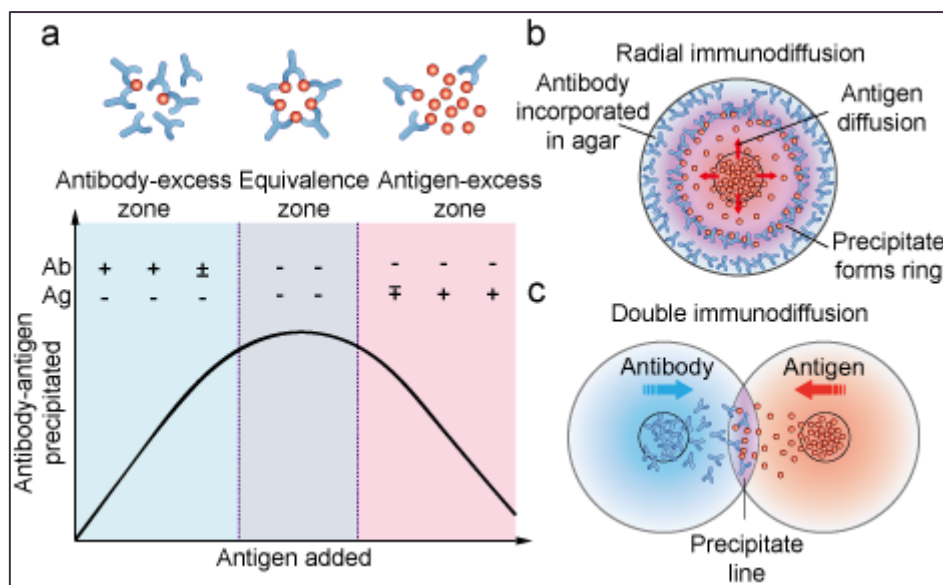 a
Antibody-excess
zone
Equivalence
zone
Antigen-excess
zone
Ab + + ± - - - - -
Ag - - - - - ∓ + +
Antibody-antigen
precipitated
Antigen added
b
Radial immunodiffusion
Antibody
incorporated
in agar
Antigen
diffusion
Precipitate
forms ring
c
Double immunodiffusion
Antibody
Antigen
Precipitate
line